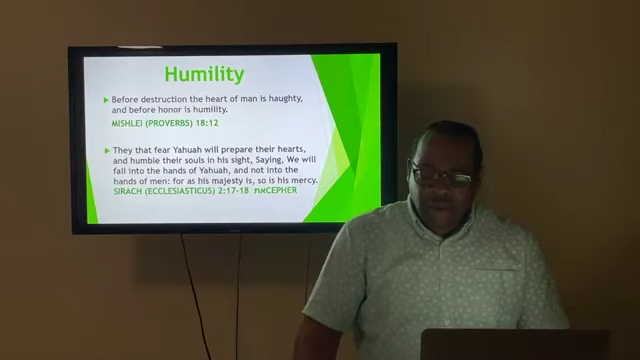 Humility
Before destruction the heart of man is haughty,
and before honor is humility.
MISHLEI (PROVERBS) 18:12
They that fear Yahuah will prepare their hearts,
and humble their souls in his sight, Saying, We will
fall into the hands of Yahuah, and not into the
hands of men: for as his majesty is, so is his mercy.
SIRACH (ECCLESIASTICUS) 2:17-18 את CEPHER